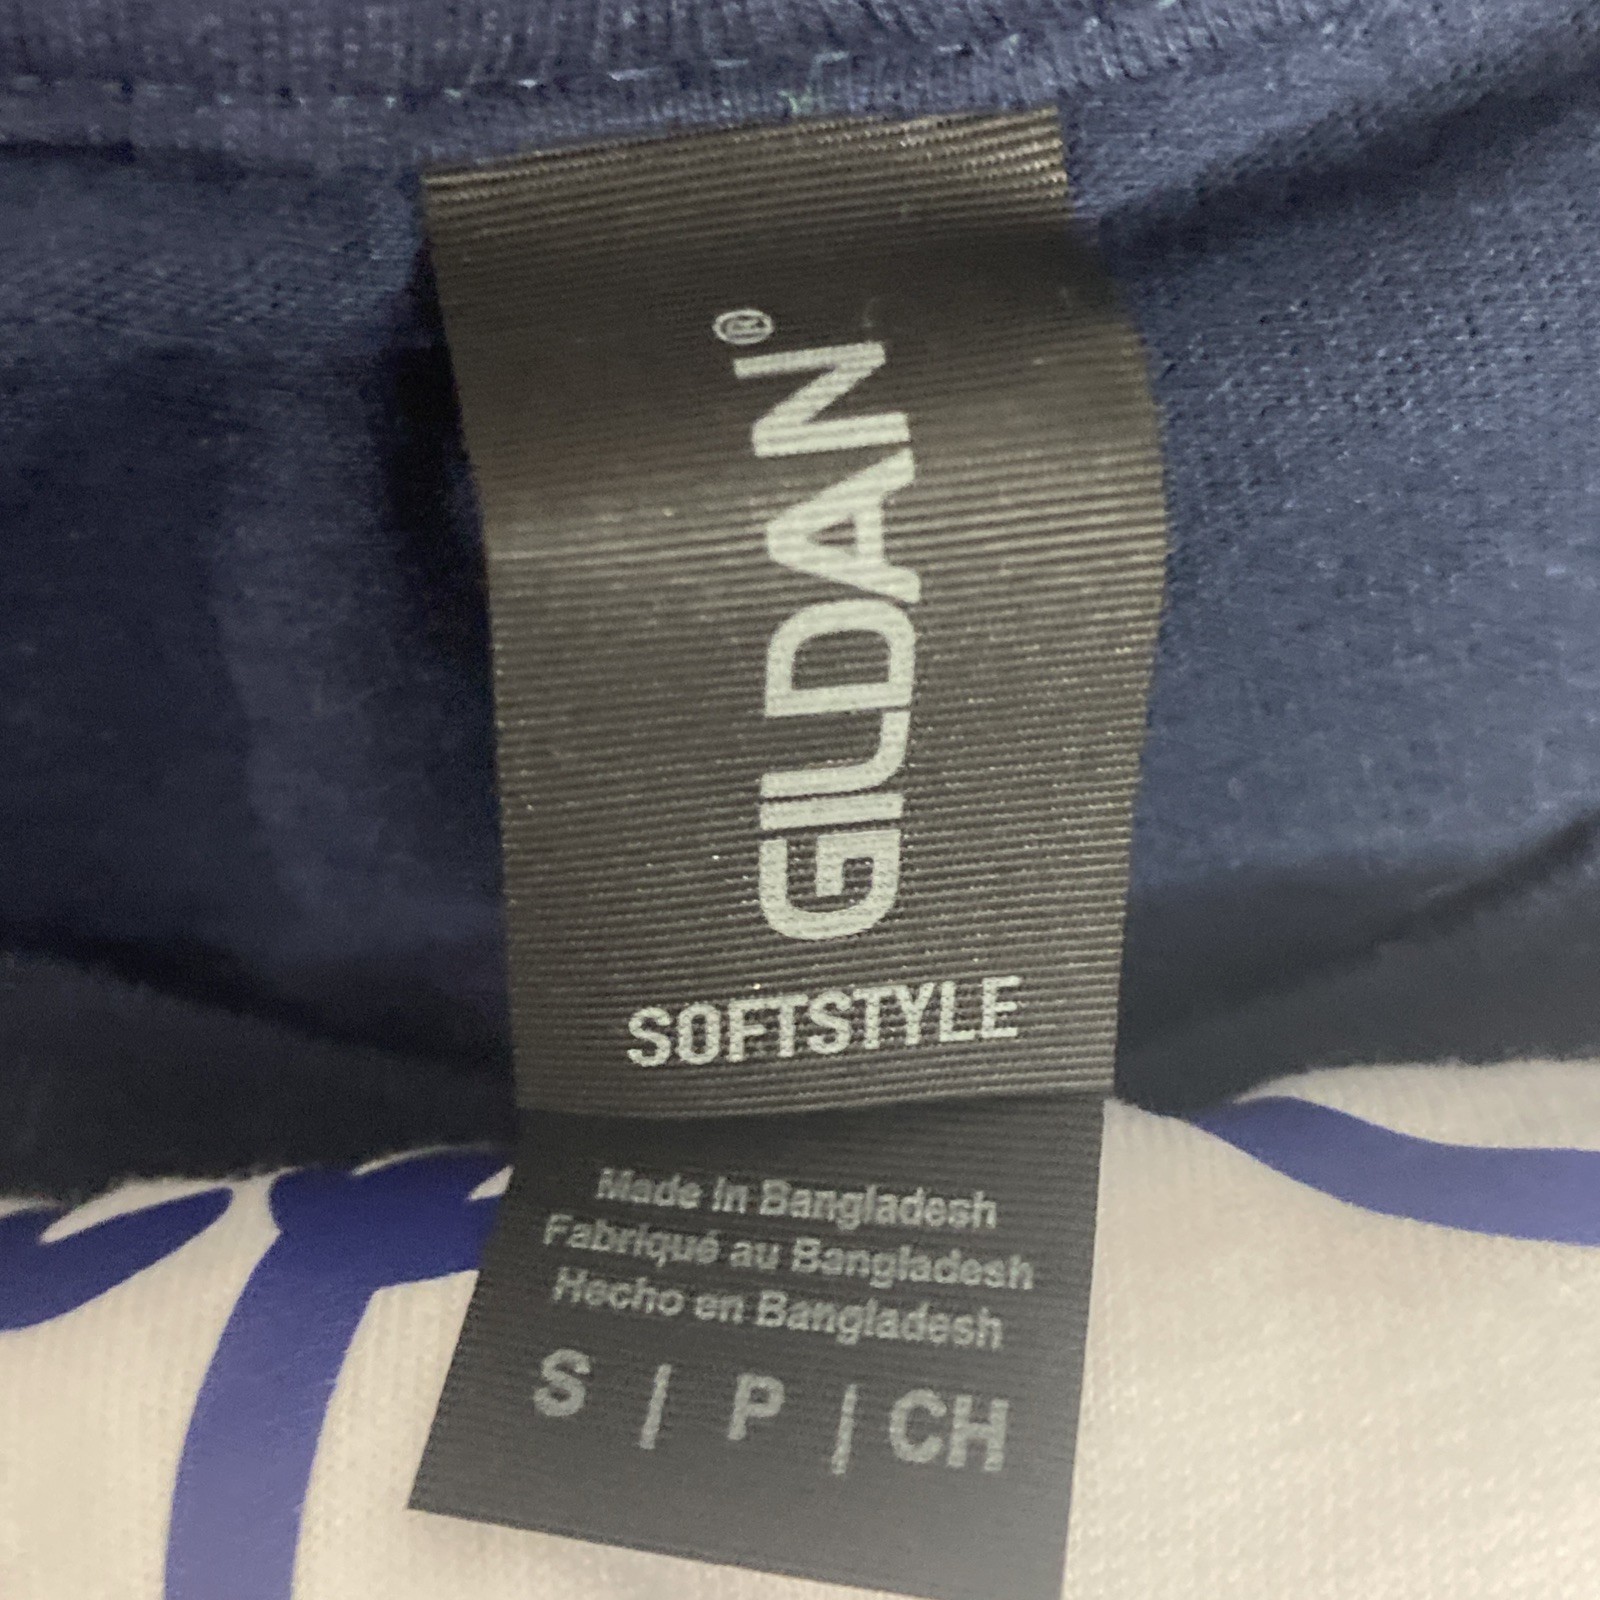 GILDAN®
SOFTSTYLE
Made in Bangladesh
Fabriqué au Bangladesh
Hecho en Bangladesh
S | P | CH